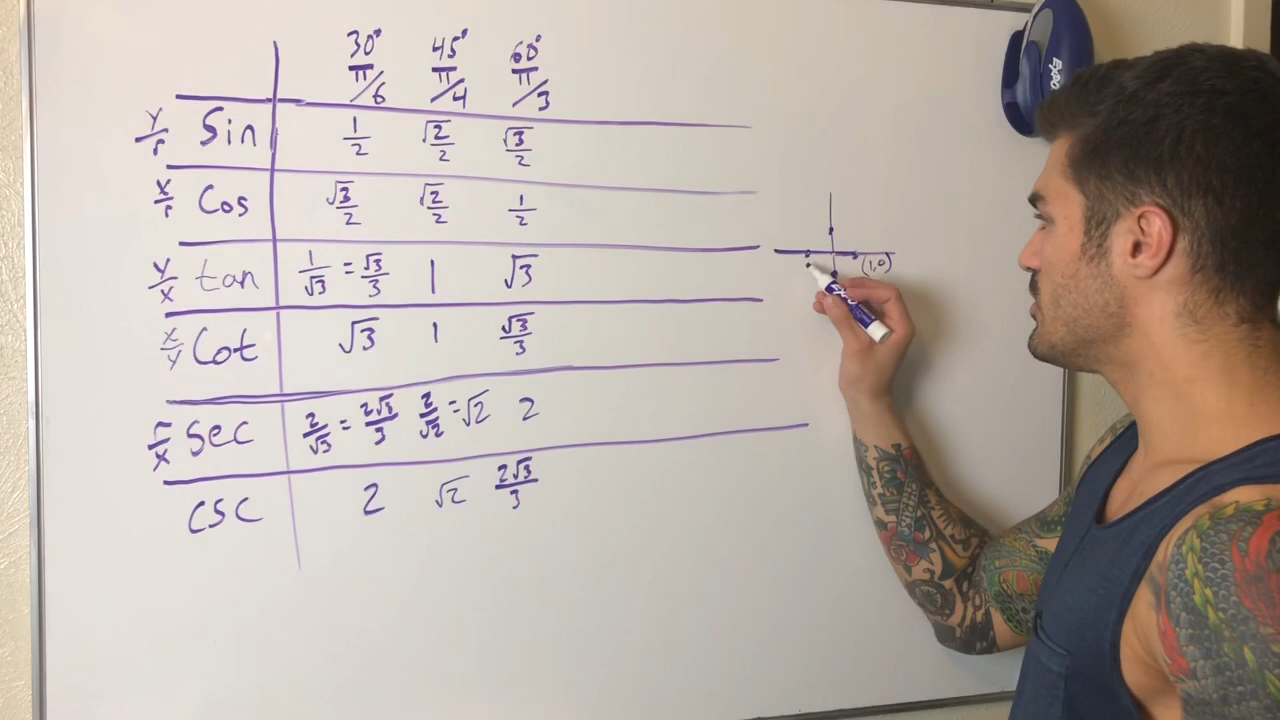 30° 45° 60°
π/6 π/4 π/3
y/r Sin 1/2 √2/2 √3/2
x/r Cos √3/2 √2/2 1/2
y/x tan 1/√3 = √3/3 1 √3
x/y Cot √3 1 √3/3
r/x Sec 2/√3 = 2√3/3 2/√2 = √2 2
CSC 2 √2 2√3/3
(1,0)
EXPO
EXPO